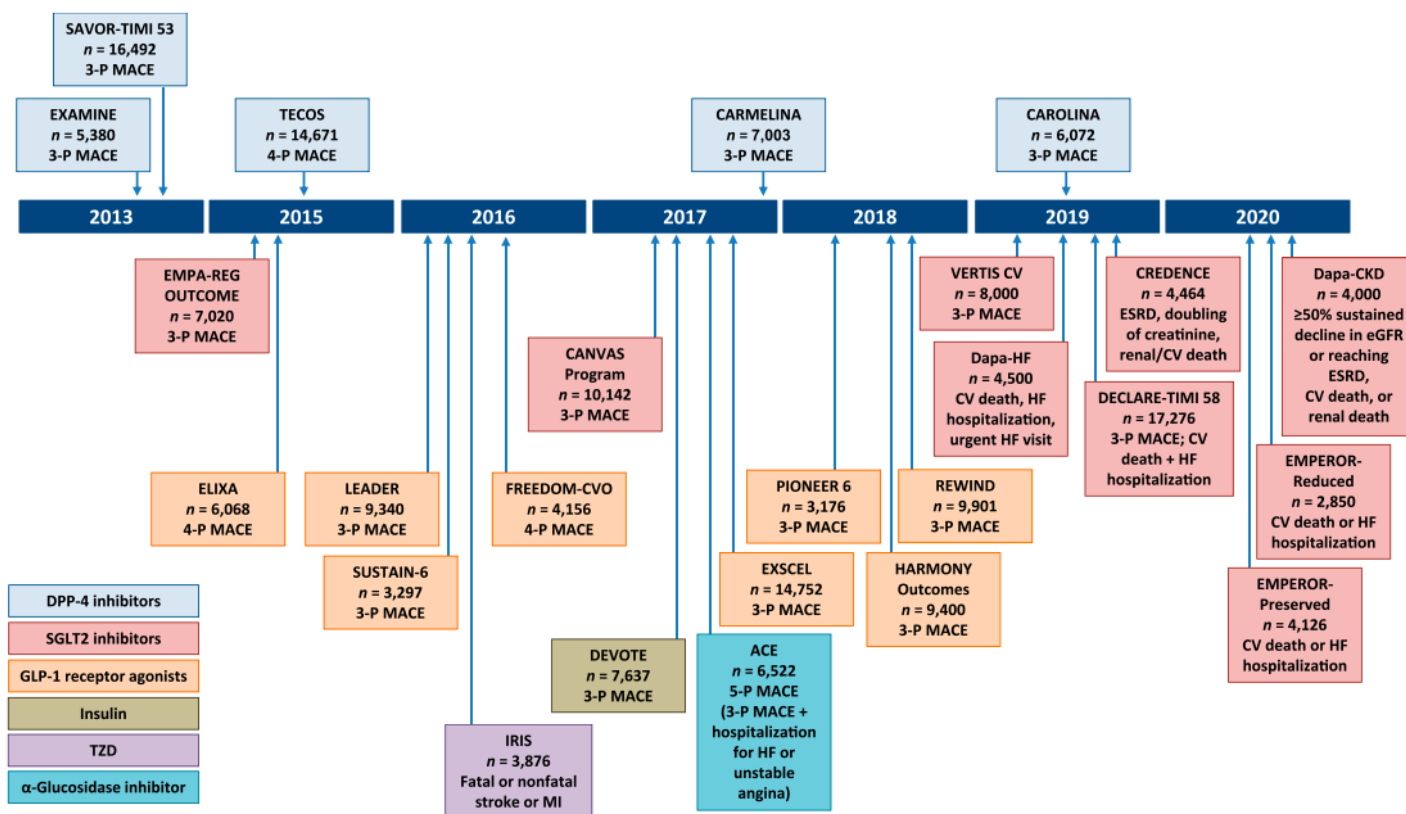 SAVOR-TIMI 53
n = 16,492
3-P MACE
EXAMINE
n = 5,380
3-P MACE
TECOS
n = 14,671
4-P MACE
CARMELINA
n = 7,003
3-P MACE
CAROLINA
n = 6,072
3-P MACE
2013
2015
2016
2017
2018
2019
2020
EMPA-REG
OUTCOME
n = 7,020
3-P MACE
CANVAS
Program
n = 10,142
3-P MACE
VERTIS CV
n = 8,000
3-P MACE
Dapa-HF
n = 4,500
CV death, HF
hospitalization,
urgent HF visit
CREDENCE
n = 4,464
ESRD, doubling
of creatinine,
renal/CV death
DECLARE-TIMI 58
n = 17,276
3-P MACE; CV
death + HF
hospitalization
Dapa-CKD
n = 4,000
≥50% sustained
decline in eGFR
or reaching
ESRD,
CV death, or
renal death
EMPEROR-
Reduced
n = 2,850
CV death or HF
hospitalization
EMPEROR-
Preserved
n = 4,126
CV death or HF
hospitalization
ELIXA
n = 6,068
4-P MACE
LEADER
n = 9,340
3-P MACE
SUSTAIN-6
n = 3,297
3-P MACE
FREEDOM-CVO
n = 4,156
4-P MACE
PIONEER 6
n = 3,176
3-P MACE
REWIND
n = 9,901
3-P MACE
EXSCEL
n = 14,752
3-P MACE
HARMONY
Outcomes
n = 9,400
3-P MACE
DEVOTE
n = 7,637
3-P MACE
ACE
n = 6,522
5-P MACE
(3-P MACE +
hospitalization
for HF or
unstable
angina)
IRIS
n = 3,876
Fatal or nonfatal
stroke or MI
DPP-4 inhibitors
SGLT2 inhibitors
GLP-1 receptor agonists
Insulin
TZD
α-Glucosidase inhibitor